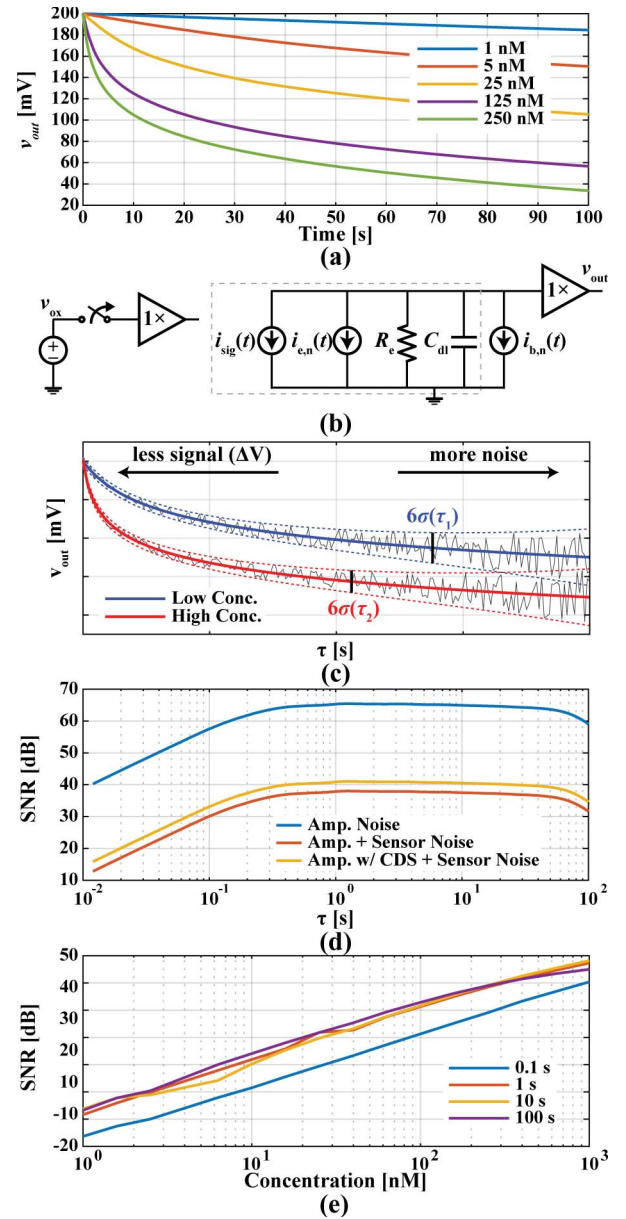 200
180
160
140
120
100
80
60
40
20
v_out [mV]
1 nM
5 nM
25 nM
125 nM
250 nM
0 10 20 30 40 50 60 70 80 90 100
Time [s]
(a)
v_ox
1×
i_sig(t)
i_e,n(t)
R_e
C_dl
i_b,n(t)
1×
v_out
(b)
less signal (ΔV)
more noise
6σ(τ_1)
6σ(τ_2)
v_out [mV]
Low Conc.
High Conc.
τ [s]
(c)
70
60
50
40
30
20
10
SNR [dB]
Amp. Noise
Amp. + Sensor Noise
Amp. w/ CDS + Sensor Noise
10^-2 10^-1 10^0 10^1 10^2
τ [s]
(d)
50
40
30
20
10
-10
-20
SNR [dB]
0.1 s
1 s
10 s
100 s
10^0 10^1 10^2 10^3
Concentration [nM]
(e)